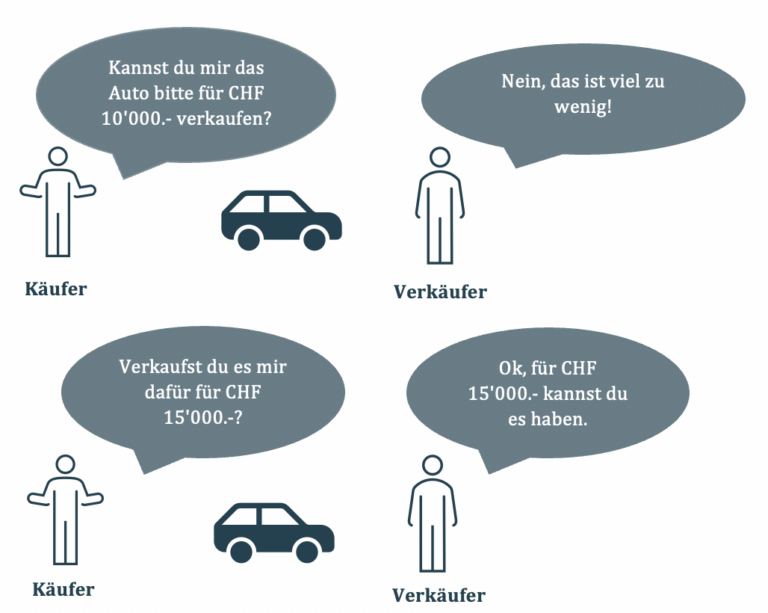 Kannst du mir das
Auto bitte für CHF
10'000.- verkaufen?
Nein, das ist viel zu
wenig!
Käufer
Verkäufer
Verkaufst du es mir
dafür für CHF
15'000.-?
Ok, für CHF
15'000.- kannst du
es haben.
Käufer
Verkäufer